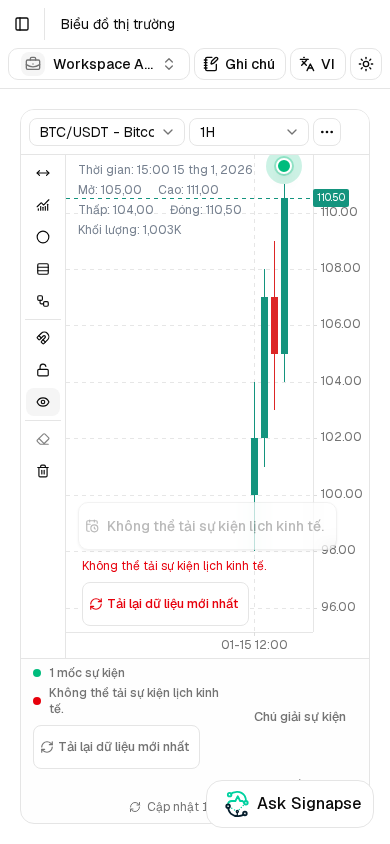 Biểu đồ thị trường
Workspace A...
Ghi chú
VI
BTC/USDT - Bitcc
1H
Thời gian: 15:00 15 thg 1, 2026
Mở: 105,00 Cao: 111,00
Thấp: 104,00 Đóng: 110,50
Khối lượng: 1,003K
110.50
110.00
108.00
106.00
104.00
102.00
100.00
98.00
96.00
Không thể tải sự kiện lịch kinh tế.
Không thể tải sự kiện lịch kinh tế.
Tải lại dữ liệu mới nhất
01-15 12:00
1 mốc sự kiện
Không thể tải sự kiện lịch kinh
tế.
Chú giải sự kiện
Tải lại dữ liệu mới nhất
Cập nhật
Ask Signapse